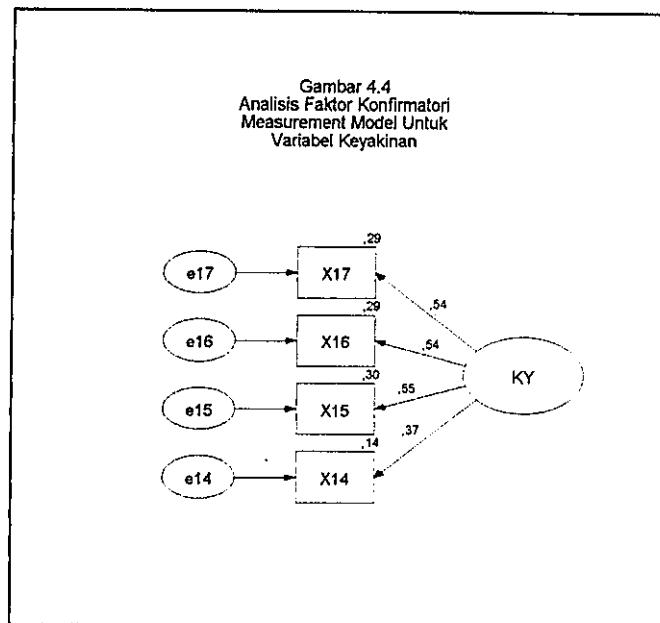 Gambar 4.4
Analisis Faktor Konfirmatori
Measurement Model Untuk
Variabel Keyakinan
,29
e17
X17
,54
,29
e16
X16
,54
KY
,30
e15
X15
,55
,37
,14
e14
X14